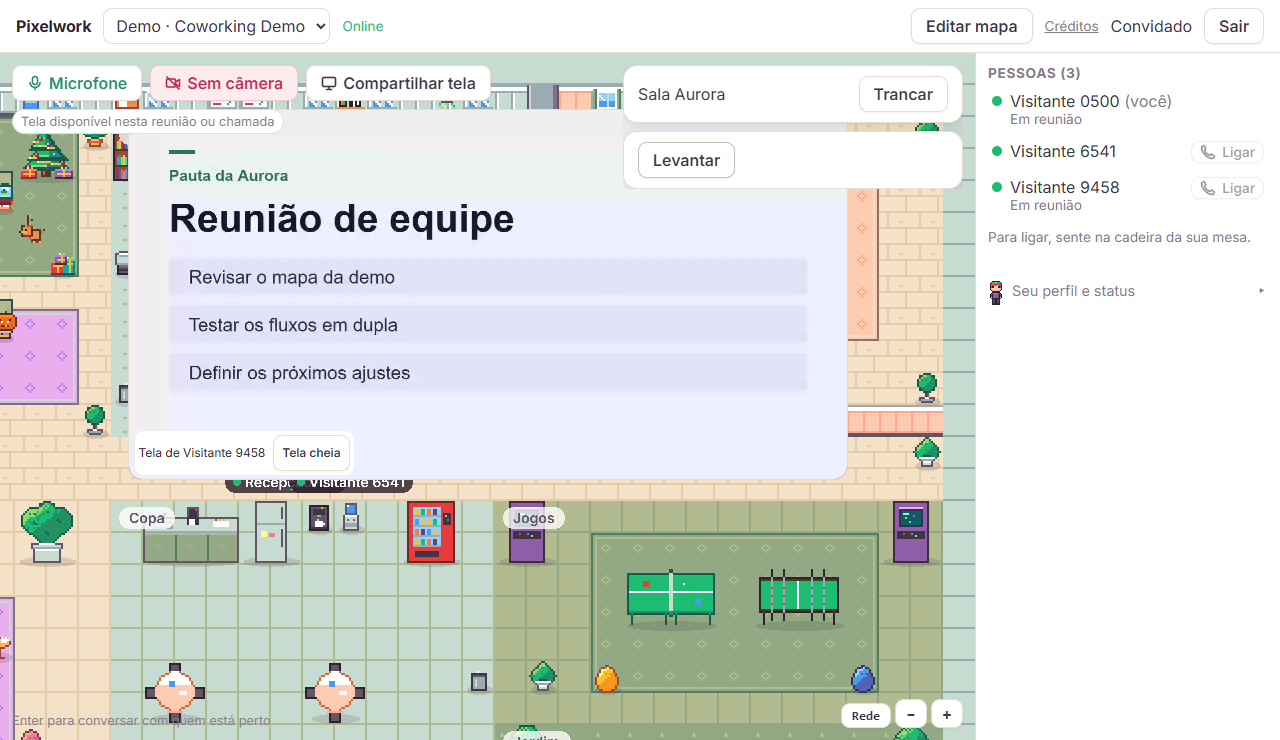 Pixelwork
Demo · Coworking Demo
Online
Editar mapa
Créditos
Convidado
Sair
Microfone
Sem câmera
Compartilhar tela
Tela disponível nesta reunião ou chamada
Sala Aurora
Trancar
Levantar
Pauta da Aurora
Reunião de equipe
Revisar o mapa da demo
Testar os fluxos em dupla
Definir os próximos ajustes
Tela de Visitante 9458
Tela cheia
Visitante 6541
Copa
Jogos
Enter para conversar com quem está perto
Rede
-
+
Jardim
PESSOAS (3)
Visitante 0500 (você)
Em reunião
Visitante 6541
Ligar
Visitante 9458
Ligar
Em reunião
Para ligar, sente na cadeira da sua mesa.
Seu perfil e status